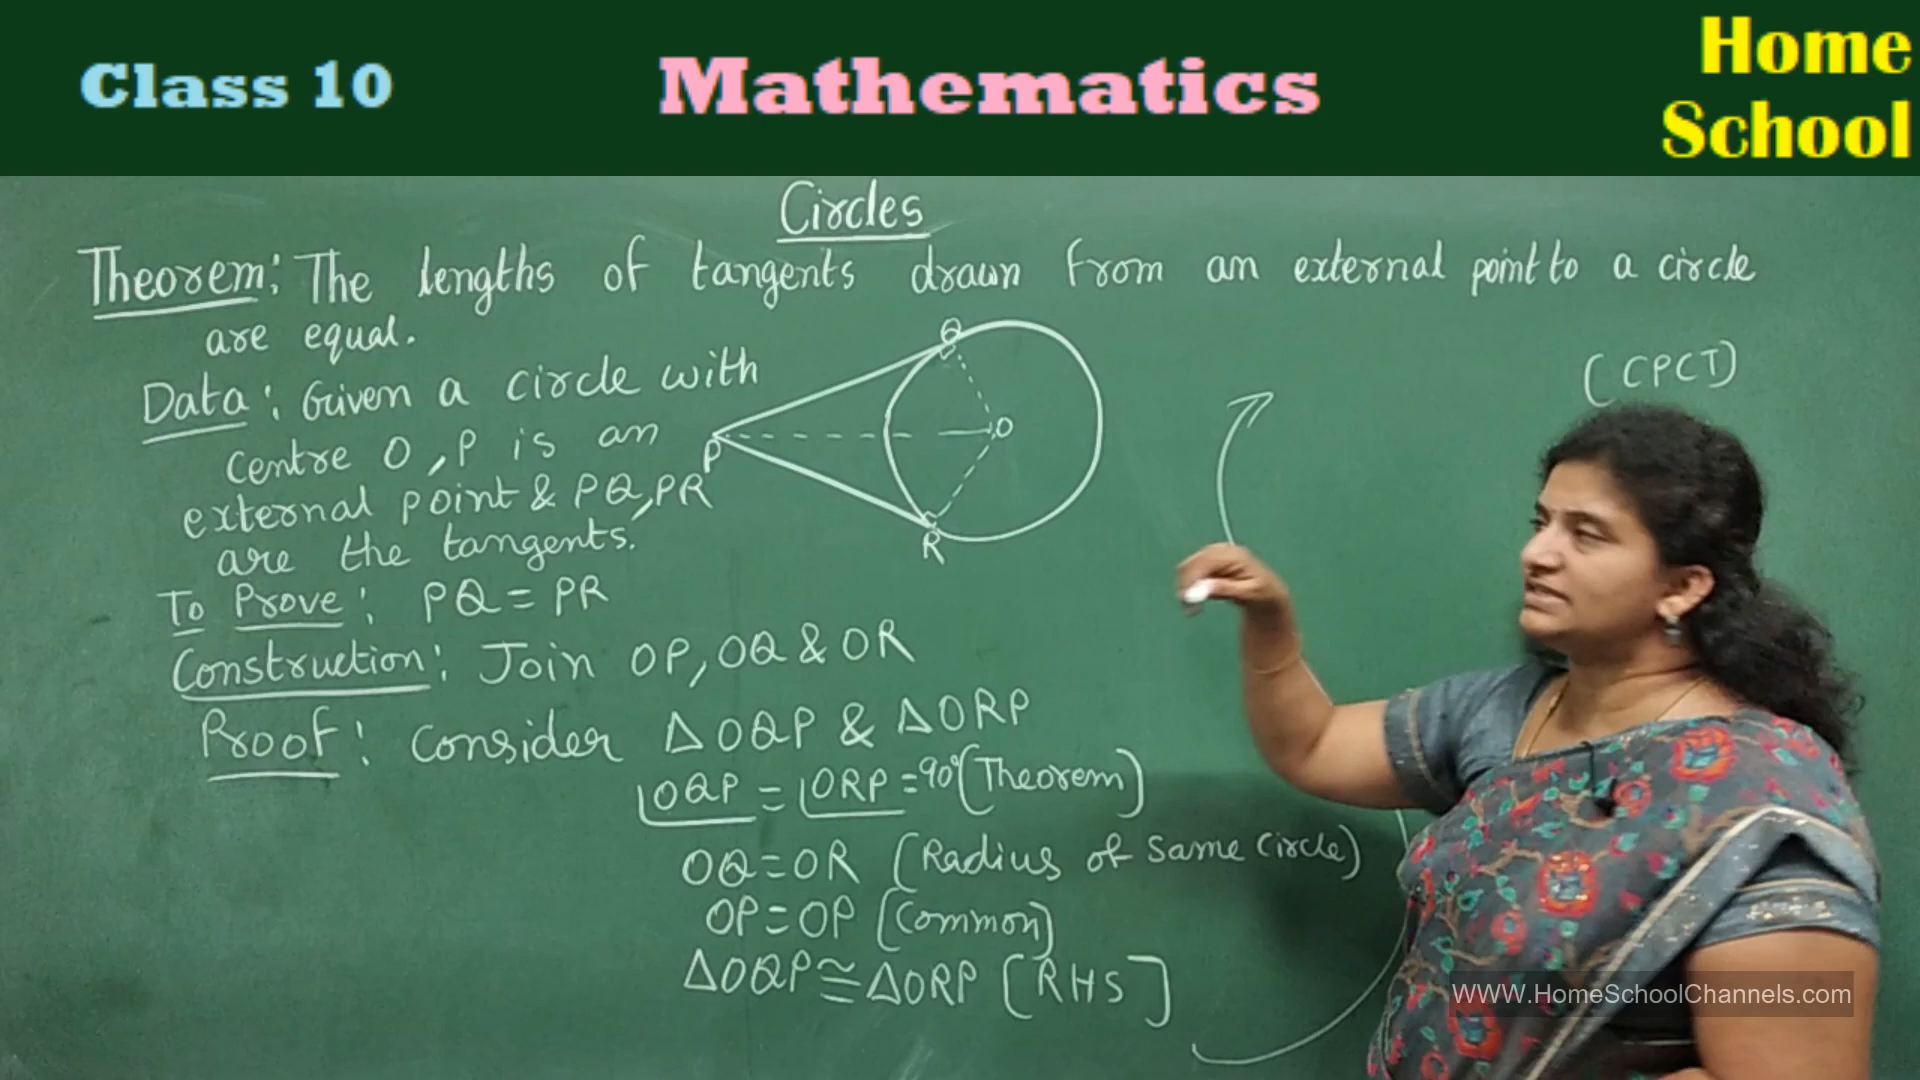 Class 10
Mathematics
Home
School
Circles
Theorem: The lengths of tangents drawn from an external point to a circle
are equal.
Data: Given a circle with
centre O, P is an
external point & PQ, PR
are the tangents.
To Prove: PQ = PR
Construction: Join OP, OQ & OR
Proof: Consider ΔOQP & ΔORP
∠OQP = ∠ORP = 90° (Theorem)
OQ = OR (Radius of same circle)
OP = OP (Common)
ΔOQP ≅ ΔORP [RHS]
(CPCT)
Q
O
P
R
WWW.HomeSchoolChannels.com